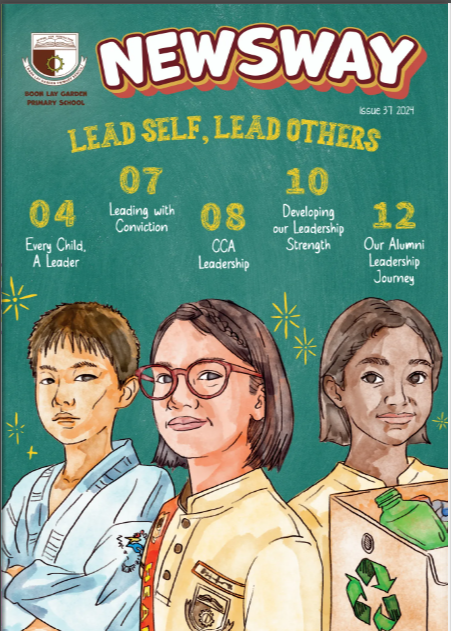 NEWSWAY
BOON LAY GARDEN
PRIMARY SCHOOL
Issue 37 2024
LEAD SELF, LEAD OTHERS
04
Every Child,
A Leader
07
Leading with
Conviction
08
CCA
Leadership
10
Developing
our Leadership
Strength
12
Our Alumni
Leadership
Journey